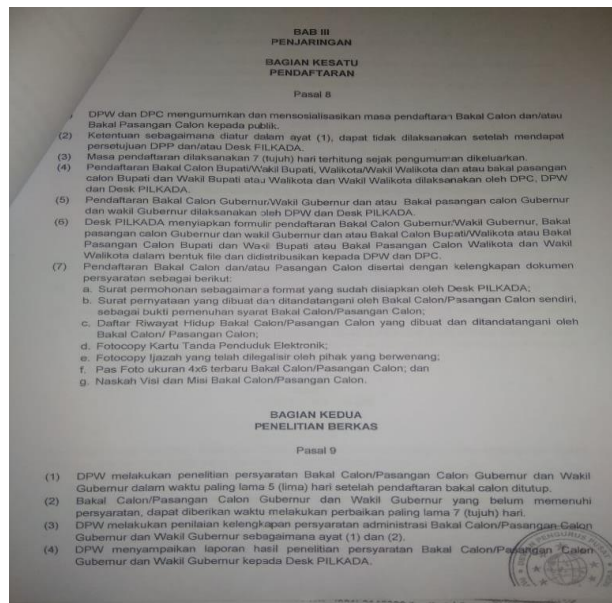 BAB III
PENJARINGAN
BAGIAN KESATU
PENDAFTARAN
Pasal 8
DPW dan DPC mengumumkan dan mensosialisasikan masa pendaftaran Bakal Calon dan/atau
Bakal Pasangan Calon kepada publik.
(2) Ketentuan sebagaimana diatur dalam ayat (1), dapat tidak dilaksanakan setelah mendapat
persetujuan DPP dan/atau Desk PILKADA.
(3) Masa pendaftaran dilaksanakan 7 (tujuh) hari terhitung sejak pengumuman dikeluarkan.
(4) Pendaftaran Bakal Calon Bupati/Wakil Bupati, Walikota/Wakil Walikota dan atau bakal pasangan
calon Bupati dan Wakil Bupati atau Walikota dan Wakil Walikota dilaksanakan oleh DPC, DPW
dan Desk PILKADA.
(5) Pendaftaran Bakal Calon Gubernur/Wakil Gubernur dan atau Bakal pasangan calon Gubernur
dan wakil Gubernur dilaksanakan oleh DPW dan Desk PILKADA.
(6) Desk PILKADA menyiapkan formulir pendaftaran Bakal Calon Gubernur/Wakil Gubernur, Bakal
pasangan calon Gubernur dan wakil Gubernur dan atau Bakal Calon Bupati/Walikota atau Bakal
Pasangan Calon Bupati dan Wakil Bupati atau Bakal Pasangan Calon Walikota dan Wakil
Walikota dalam bentuk file dan didistribusikan kepada DPW dan DPC.
(7) Pendaftaran Bakal Calon dan/atau Pasangan Calon disertai dengan kelengkapan dokumen
persyaratan sebagai berikut:
a. Surat permohonan sebagaimana format yang sudah disiapkan oleh Desk PILKADA;
b. Surat pernyataan yang dibuat dan ditandatangani oleh Bakal Calon/Pasangan Calon sendiri,
sebagai bukti pemenuhan syarat Bakal Calon/Pasangan Calon;
c. Daftar Riwayat Hidup Bakal Calon/Pasangan Calon yang dibuat dan ditandatangani oleh
Bakal Calon/ Pasangan Calon;
d. Fotocopy Kartu Tanda Penduduk Elektronik;
e. Fotocopy Ijazah yang telah dilegalisir oleh pihak yang berwenang;
f. Pas Foto ukuran 4x6 terbaru Bakal Calon/Pasangan Calon; dan
g. Naskah Visi dan Misi Bakal Calon/Pasangan Calon.
BAGIAN KEDUA
PENELITIAN BERKAS
Pasal 9
(1) DPW melakukan penelitian persyaratan Bakal Calon/Pasangan Calon Gubernur dan Wakil
Gubernur dalam waktu paling lama 5 (lima) hari setelah pendaftaran bakal calon ditutup.
(2) Bakal Calon/Pasangan Calon Gubernur dan Wakil Gubernur yang belum memenuhi
persyaratan, dapat diberikan waktu melakukan perbaikan paling lama 7 (tujuh) hari.
(3) DPW melakukan penilaian kelengkapan persyaratan administrasi Bakal Calon/Pasangan Calon
Gubernur dan Wakil Gubernur sebagaimana ayat (1) dan (2).
(4) DPW menyampaikan laporan hasil penelitian persyaratan Bakal Calon/Pasangan Calon
Gubernur dan Wakil Gubernur kepada Desk PILKADA.